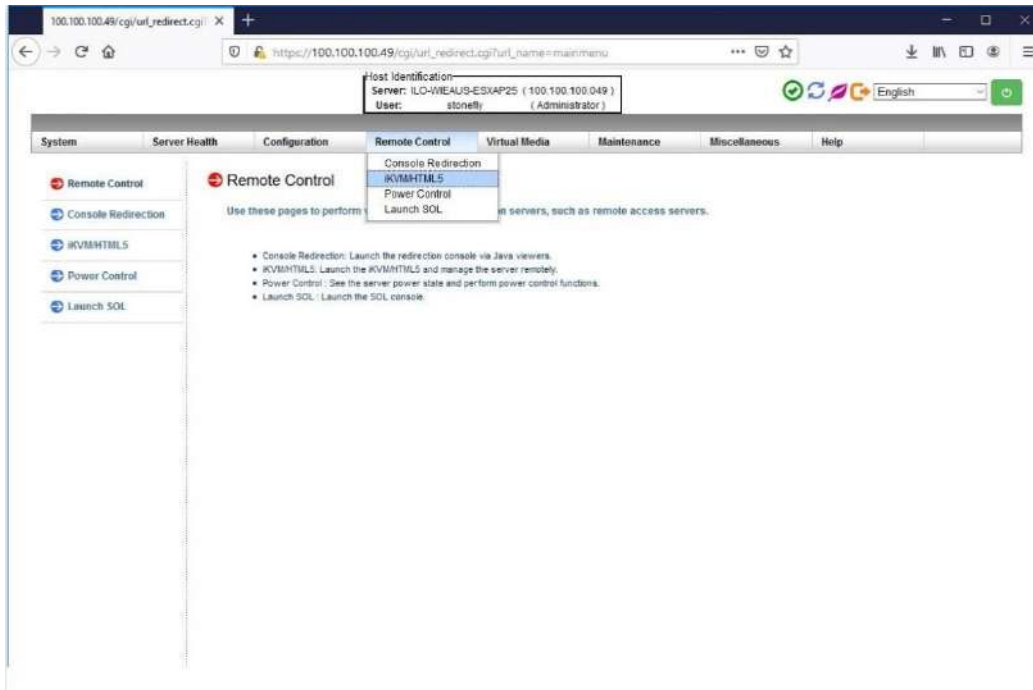 100.100.100.49/cgi/url_redirect.cgi
https://100.100.100.49/cgi/url_redirect.cgi?url_name=mainmenu
Host Identification
Server: ILO-WIEAUS-ESXAP25 (100.100.100.049)
User: stonefly (Administrator)
English
System Server Health Configuration Remote Control Virtual Media Maintenance Miscellaneous Help
Console Redirection
iKVM/HTML5
Power Control
Launch SOL
Remote Control
Console Redirection
iKVM/HTML5
Power Control
Launch SOL
Remote Control
Use these pages to perform on servers, such as remote access servers.
Console Redirection: Launch the redirection console via Java viewers.
iKVM/HTML5: Launch the iKVM/HTML5 and manage the server remotely.
Power Control : See the server power state and perform power control functions.
Launch SOL : Launch the SOL console.